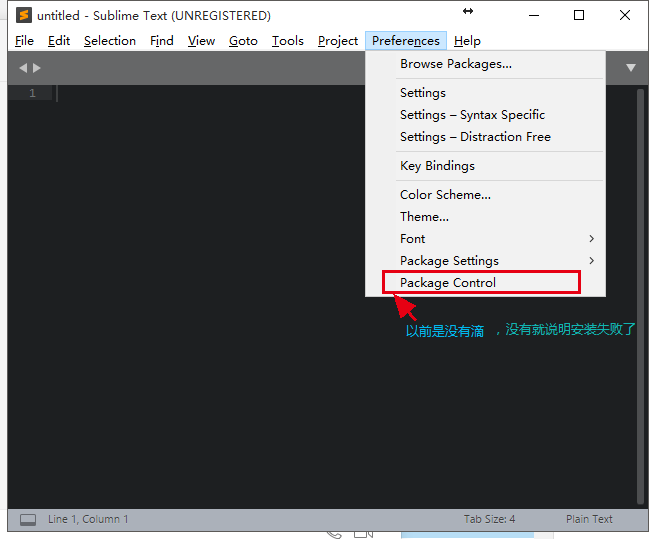 untitled - Sublime Text (UNREGISTERED)
File Edit Selection Find View Goto Tools Project Preferences Help
Browse Packages...
1
Settings
Settings – Syntax Specific
Settings – Distraction Free
Key Bindings
Color Scheme...
Theme...
Font
Package Settings
Package Control
以前是没有滴 ，没有就说明安装失败了
Line 1, Column 1 Tab Size: 4 Plain Text